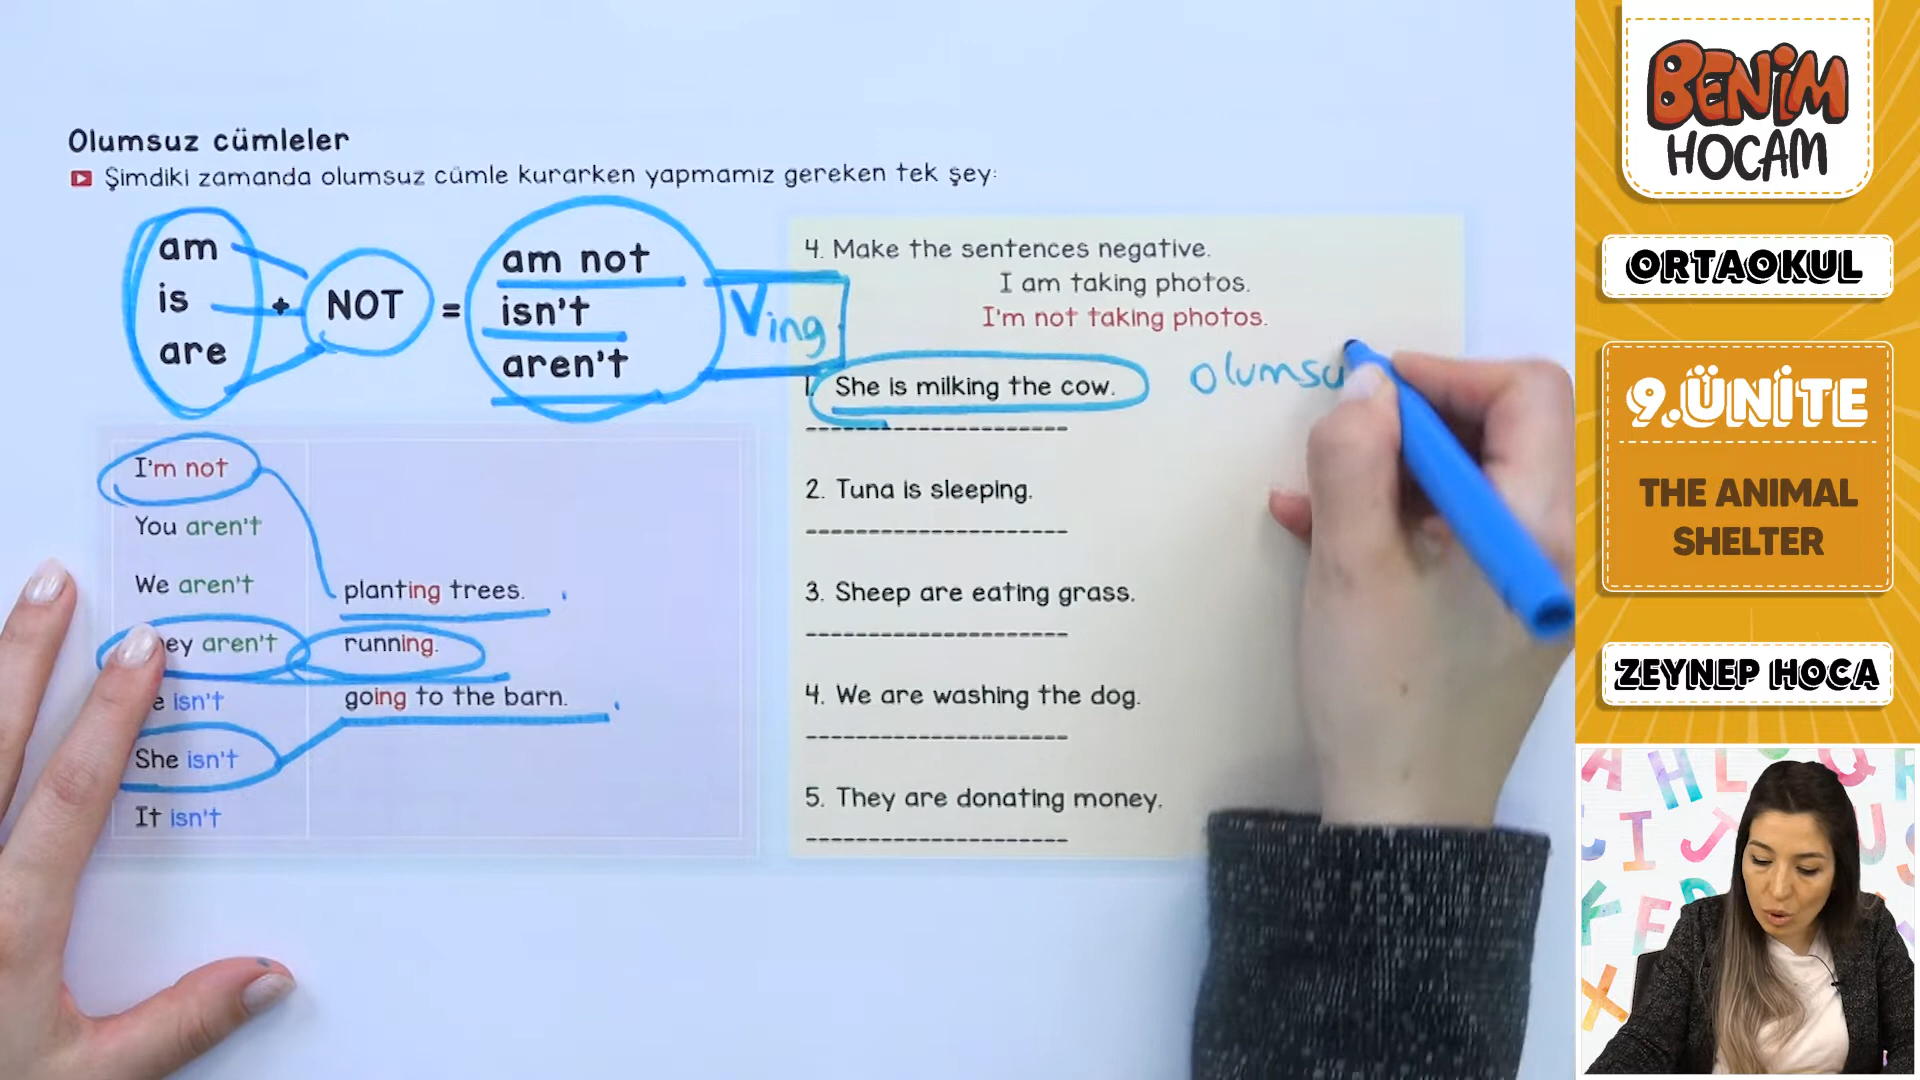 Olumsuz cümleler
Şimdiki zamanda olumsuz cümle kurarken yapmamız gereken tek şey:
am
is
are
+ NOT =
am not
isn't
aren't
Ving
I'm not
You aren't
We aren't
ey aren't
e isn't
She isn't
It isn't
planting trees.
running.
going to the barn.
4. Make the sentences negative.
I am taking photos.
I'm not taking photos.
1. She is milking the cow.
olumsu
2. Tuna is sleeping.
3. Sheep are eating grass.
4. We are washing the dog.
5. They are donating money.
BENiM
HOCAM
ORTAOKUL
9.ÜNİTE
THE ANIMAL
SHELTER
ZEYNEP HOCA